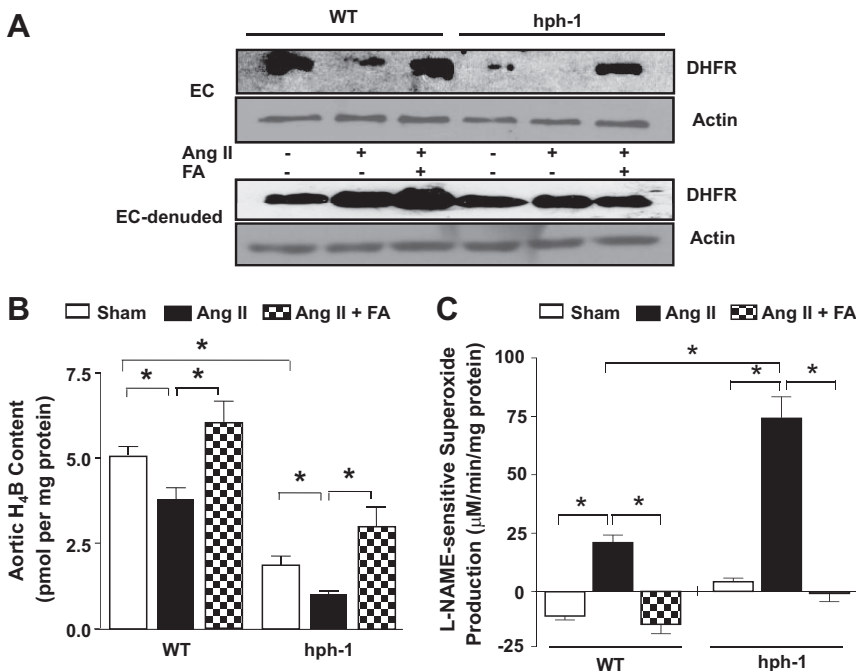 A
WT hph-1
EC
DHFR
Actin
Ang II - + + - + +
FA - - + - - +
EC-denuded
DHFR
Actin
B
Sham Ang II Ang II + FA
Aortic H₄B Content
(pmol per mg protein)
7.5
5.0
2.5
0.0
* * * * *
WT hph-1
C
Sham Ang II Ang II + FA
L-NAME-sensitive Superoxide
Production (µM/min/mg protein)
100
75
50
25
0
-25
* * * * *
WT hph-1